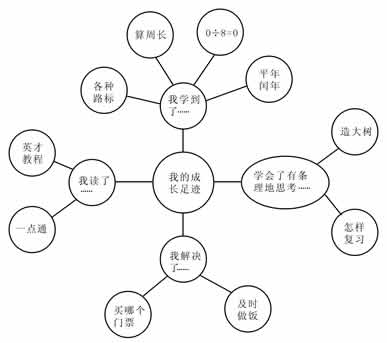 算周长
0÷8=0
各种
路标
我学到
了……
平年
闰年
英才
教程
一点通
我读了
……
我的成
长足迹
学会了有条
理地思考……
造大树
怎样
复习
我解决
了……
买哪个
门票
及时
做饭